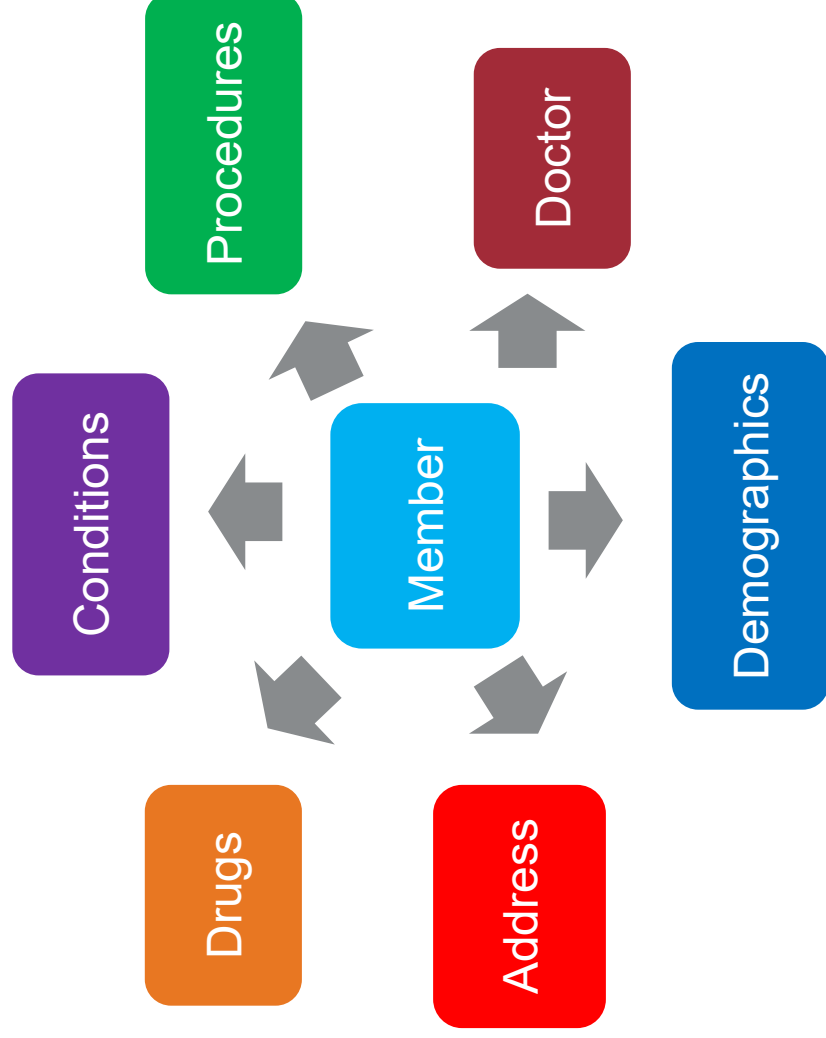 Conditions
Drugs
Procedures
Member
Address
Doctor
Demographics